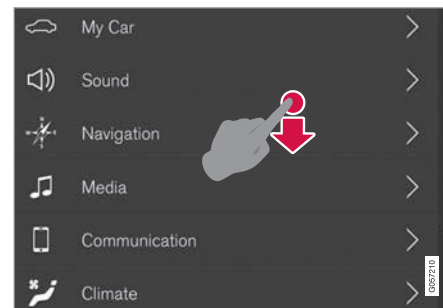 My Car
Sound
Navigation
Media
Communication
Climate
G057210